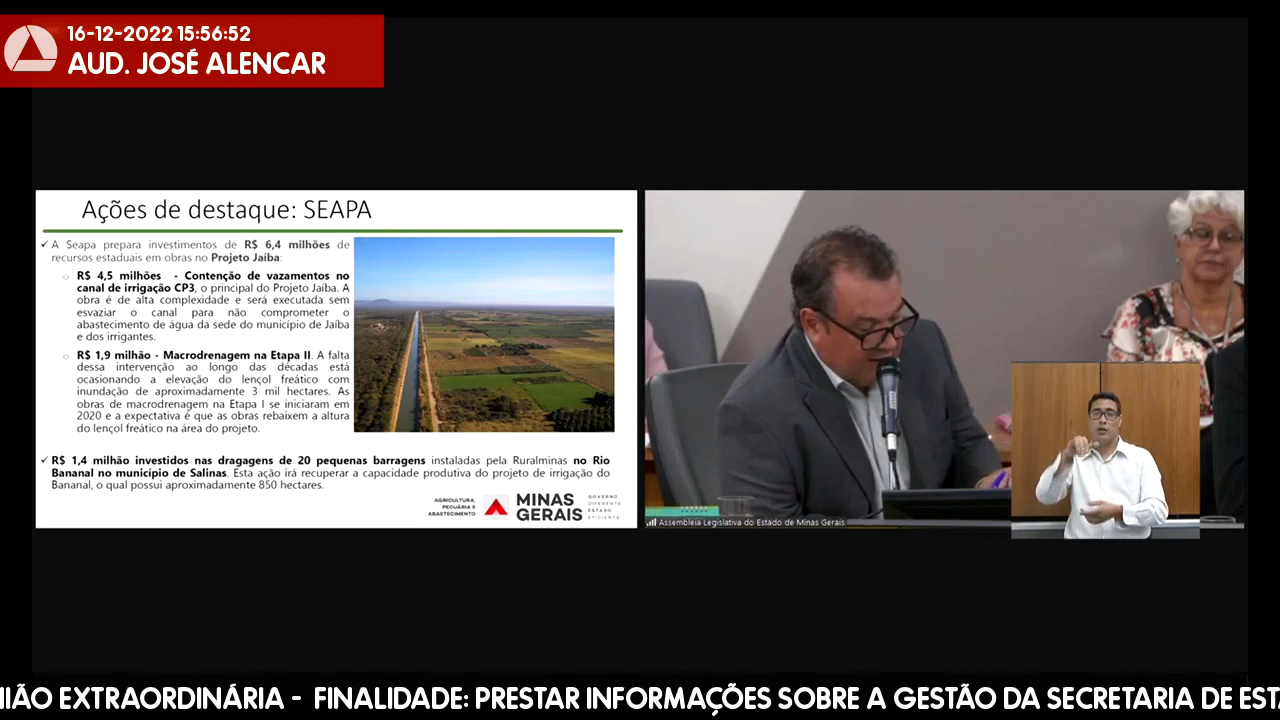 16-12-2022 15:56:52
AUD. JOSÉ ALENCAR
Ações de destaque: SEAPA
✓ A Seapa prepara investimentos de R$ 6,4 milhões de
recursos estaduais em obras no Projeto Jaíba:
○ R$ 4,5 milhões - Contenção de vazamentos no
canal de irrigação CP3, o principal do Projeto Jaíba. A
obra é de alta complexidade e será executada sem
esvaziar o canal para não comprometer o
abastecimento de água da sede do município de Jaíba
e dos irrigantes.
○ R$ 1,9 milhão - Macrodrenagem na Etapa II. A falta
dessa intervenção ao longo das décadas está
ocasionando a elevação do lençol freático com
inundação de aproximadamente 3 mil hectares. As
obras de macrodrenagem na Etapa I se iniciaram em
2020 e a expectativa é que as obras rebaixem a altura
do lençol freático na área do projeto.
✓ R$ 1,4 milhão investidos nas dragagens de 20 pequenas barragens instaladas pela Ruralminas no Rio
Bananal no município de Salinas. Esta ação irá recuperar a capacidade produtiva do projeto de irrigação do
Bananal, o qual possui aproximadamente 850 hectares.
AGRICULTURA,
PECUÁRIA E
ABASTECIMENTO
MINAS
GERAIS
GOVERNO
DIFERENTE
ESTADO
EFICIENTE
Assembleia Legislativa do Estado de Minas Gerais
NIÃO EXTRAORDINÁRIA - FINALIDADE: PRESTAR INFORMAÇÕES SOBRE A GESTÃO DA SECRETARIA DE EST